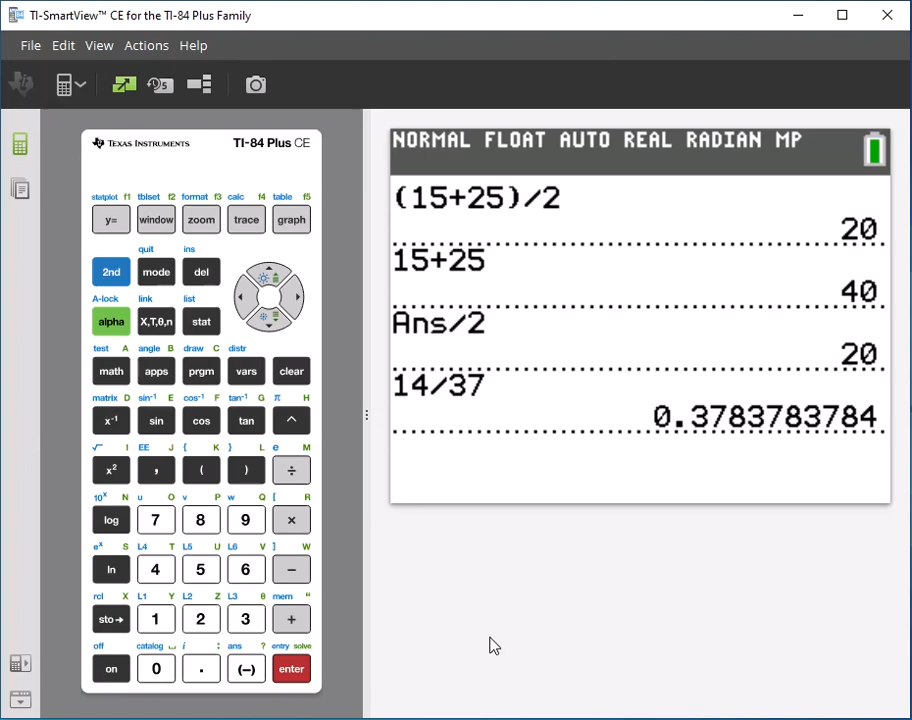 TI-SmartView™ CE for the TI-84 Plus Family
File Edit View Actions Help
TEXAS INSTRUMENTS TI-84 Plus CE
statplot f1 tblset f2 format f3 calc f4 table f5
y= window zoom trace graph
quit ins
2nd mode del
A-lock link list
alpha X,T,θ,n stat
test A angle B draw C distr
math apps prgm vars clear
matrix D sin⁻¹ E cos⁻¹ F tan⁻¹ G π H
x⁻¹ sin cos tan ^
√ I EE J { K } L e M
x² , ( ) ÷
10ˣ N u O v P w Q [ R
log 7 8 9 ×
eˣ S L4 T L5 U L6 V ] W
ln 4 5 6 −
rcl X L1 Y L2 Z L3 θ mem "
sto→ 1 2 3 +
off catalog ⎵ i : ans ? entry solve
on 0 . (−) enter
NORMAL FLOAT AUTO REAL RADIAN MP
(15+25)/2
20
15+25
40
Ans/2
20
14/37
0.3783783784